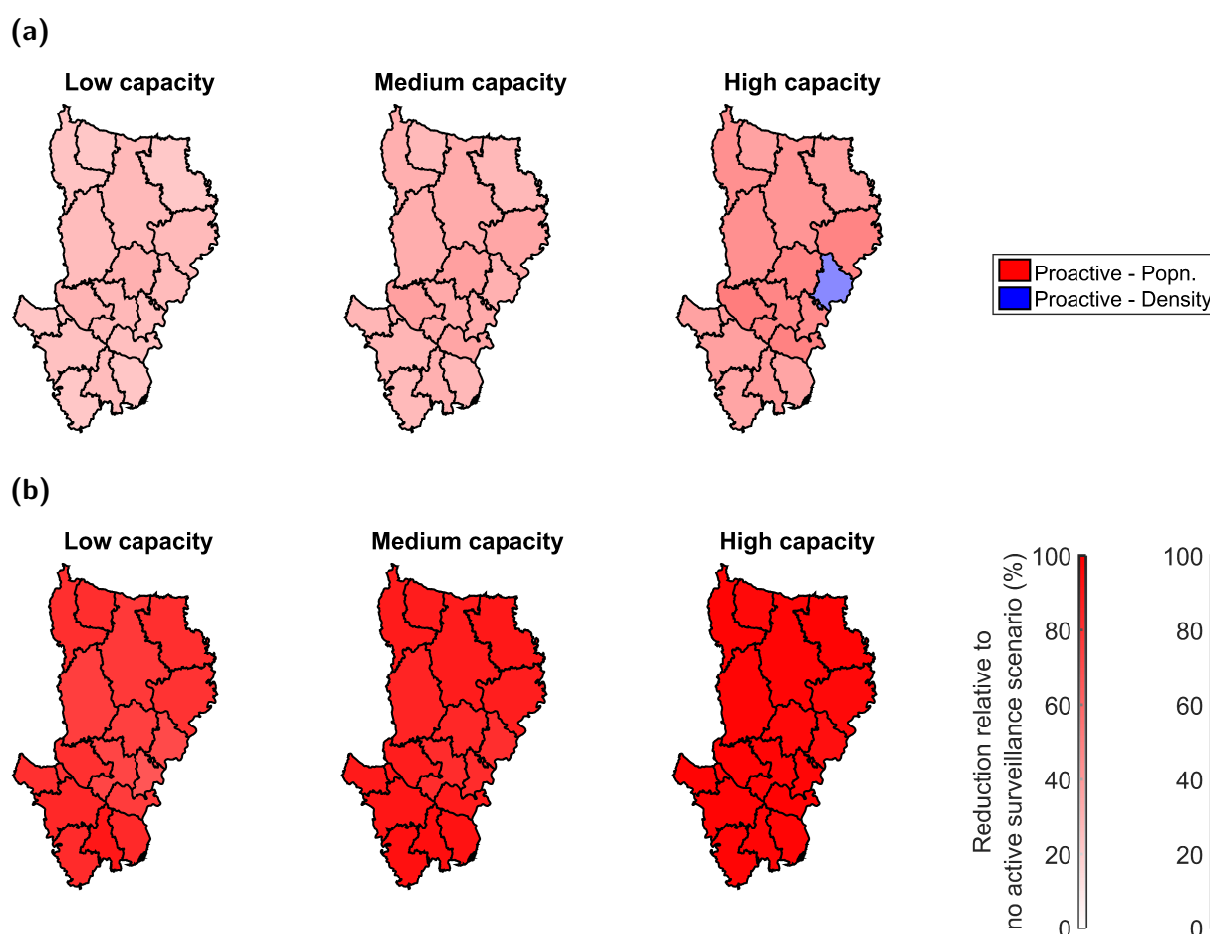 (a)
Low capacity
Medium capacity
High capacity
Proactive - Popn.
Proactive - Density
(b)
Low capacity
Medium capacity
High capacity
Reduction relative to
no active surveillance scenario (%)
100
80
60
40
20
0
100
80
60
40
20
0